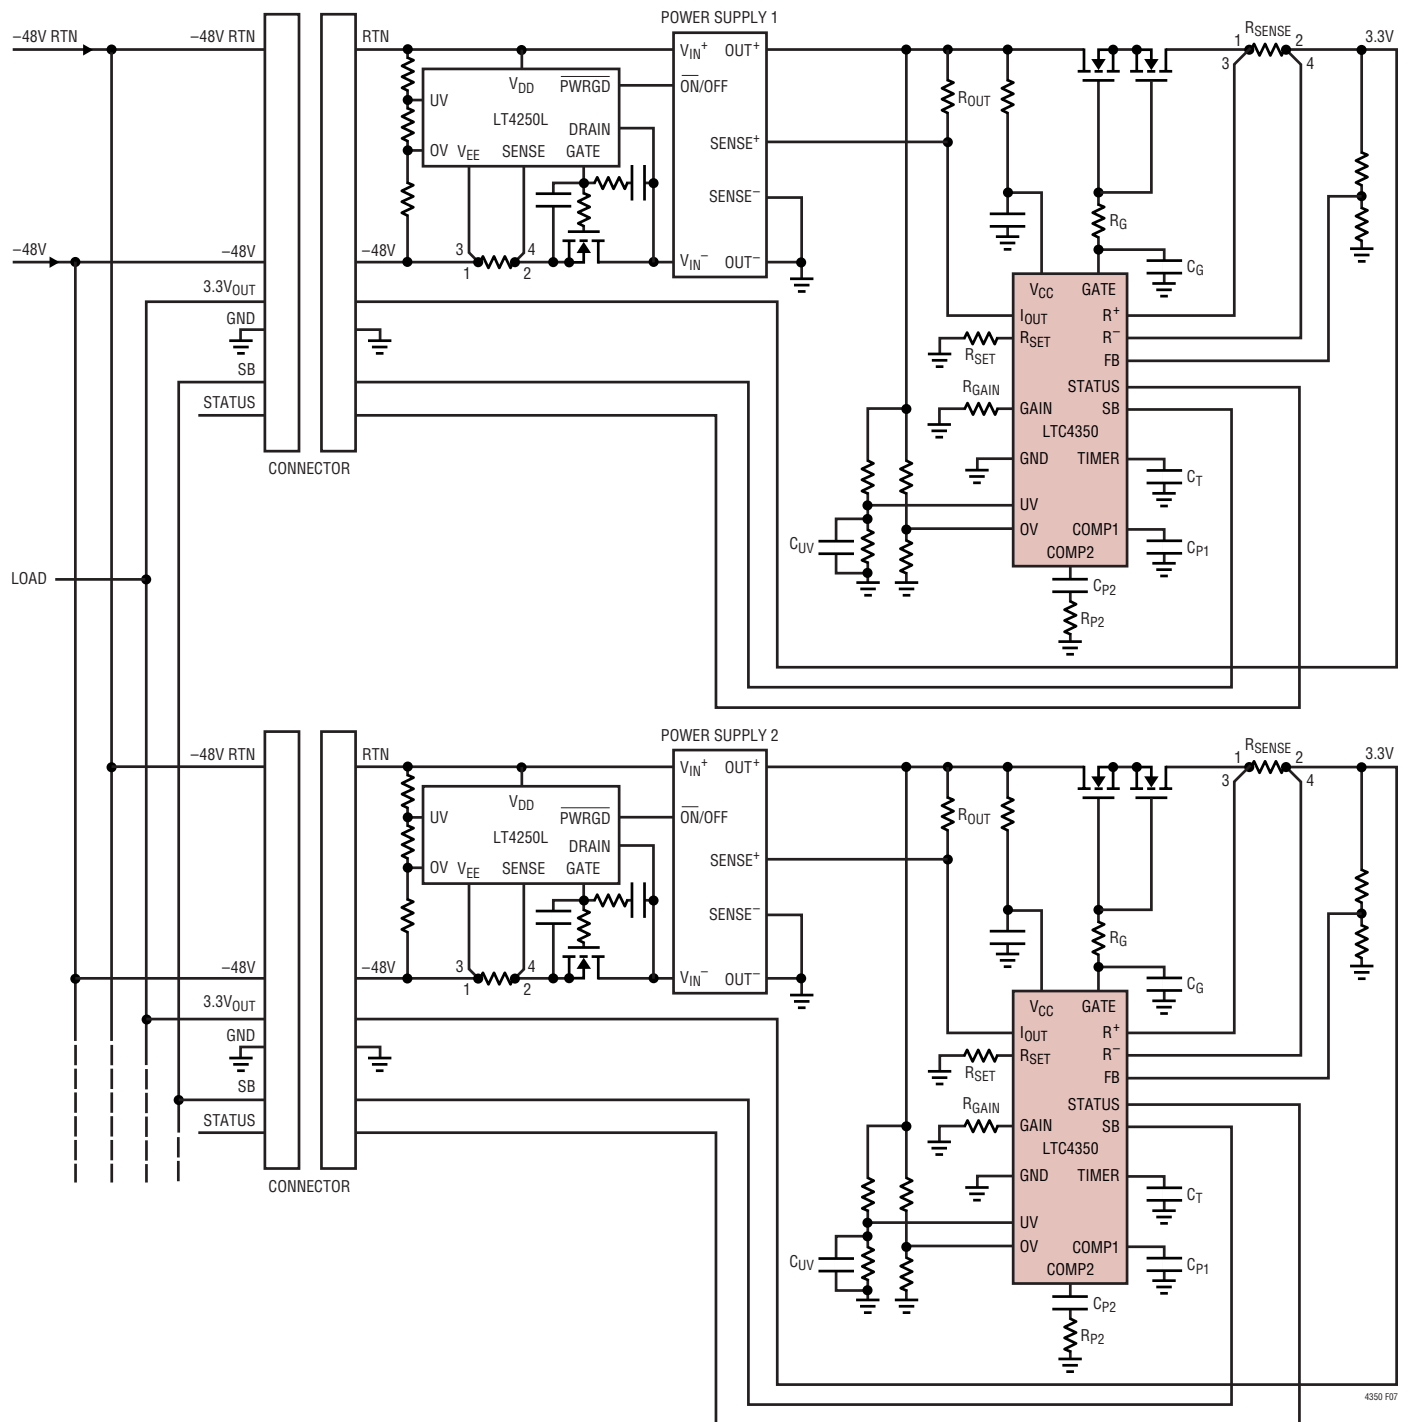 POWER SUPPLY 1
–48V RTN
–48V RTN
RTN
VIN+
OUT+
RSENSE
1
2
3
4
3.3V
VDD
PWRGD
ON/OFF
UV
LT4250L
DRAIN
OV
VEE
SENSE
GATE
SENSE+
SENSE–
ROUT
RG
CG
–48V
–48V
–48V
3
4
1
2
VIN–
OUT–
3.3VOUT
GND
SB
STATUS
CONNECTOR
VCC
GATE
IOUT
R+
RSET
RSET
R–
FB
STATUS
RGAIN
GAIN
SB
LTC4350
GND
TIMER
CT
UV
OV
COMP1
CUV
CP1
COMP2
CP2
RP2
LOAD
POWER SUPPLY 2
–48V RTN
RTN
VIN+
OUT+
RSENSE
1
2
3
4
3.3V
VDD
PWRGD
ON/OFF
UV
LT4250L
DRAIN
OV
VEE
SENSE
GATE
SENSE+
SENSE–
ROUT
RG
CG
–48V
–48V
3
4
1
2
VIN–
OUT–
3.3VOUT
GND
SB
STATUS
CONNECTOR
VCC
GATE
IOUT
R+
RSET
RSET
R–
FB
STATUS
RGAIN
GAIN
SB
LTC4350
GND
TIMER
CT
UV
OV
COMP1
CUV
CP1
COMP2
CP2
RP2
4350 F07